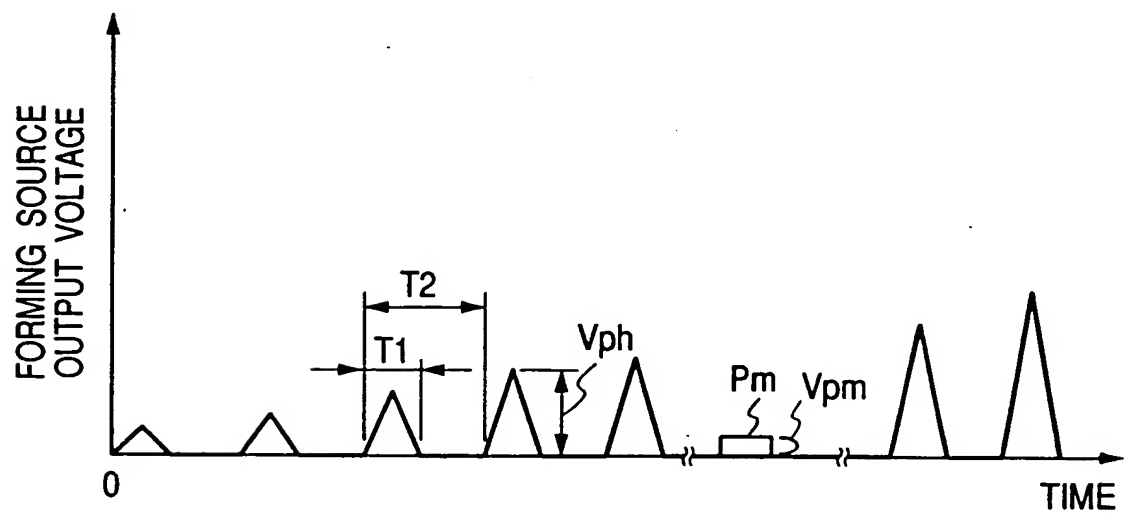 FORMING SOURCE
OUTPUT VOLTAGE
T2
T1
Vph
Pm
Vpm
0
TIME